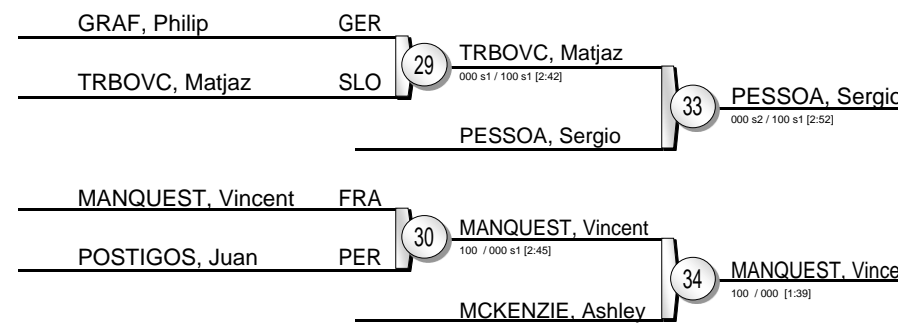 GRAF, Philip GER
29
TRBOVC, Matjaz
000 s1 / 100 s1 [2:42]
TRBOVC, Matjaz SLO
33
PESSOA, Sergio
000 s2 / 100 s1 [2:52]
PESSOA, Sergio
MANQUEST, Vincent FRA
30
MANQUEST, Vincent
100 / 000 s1 [2:45]
POSTIGOS, Juan PER
34
MANQUEST, Vince
100 / 000 [1:39]
MCKENZIE, Ashley